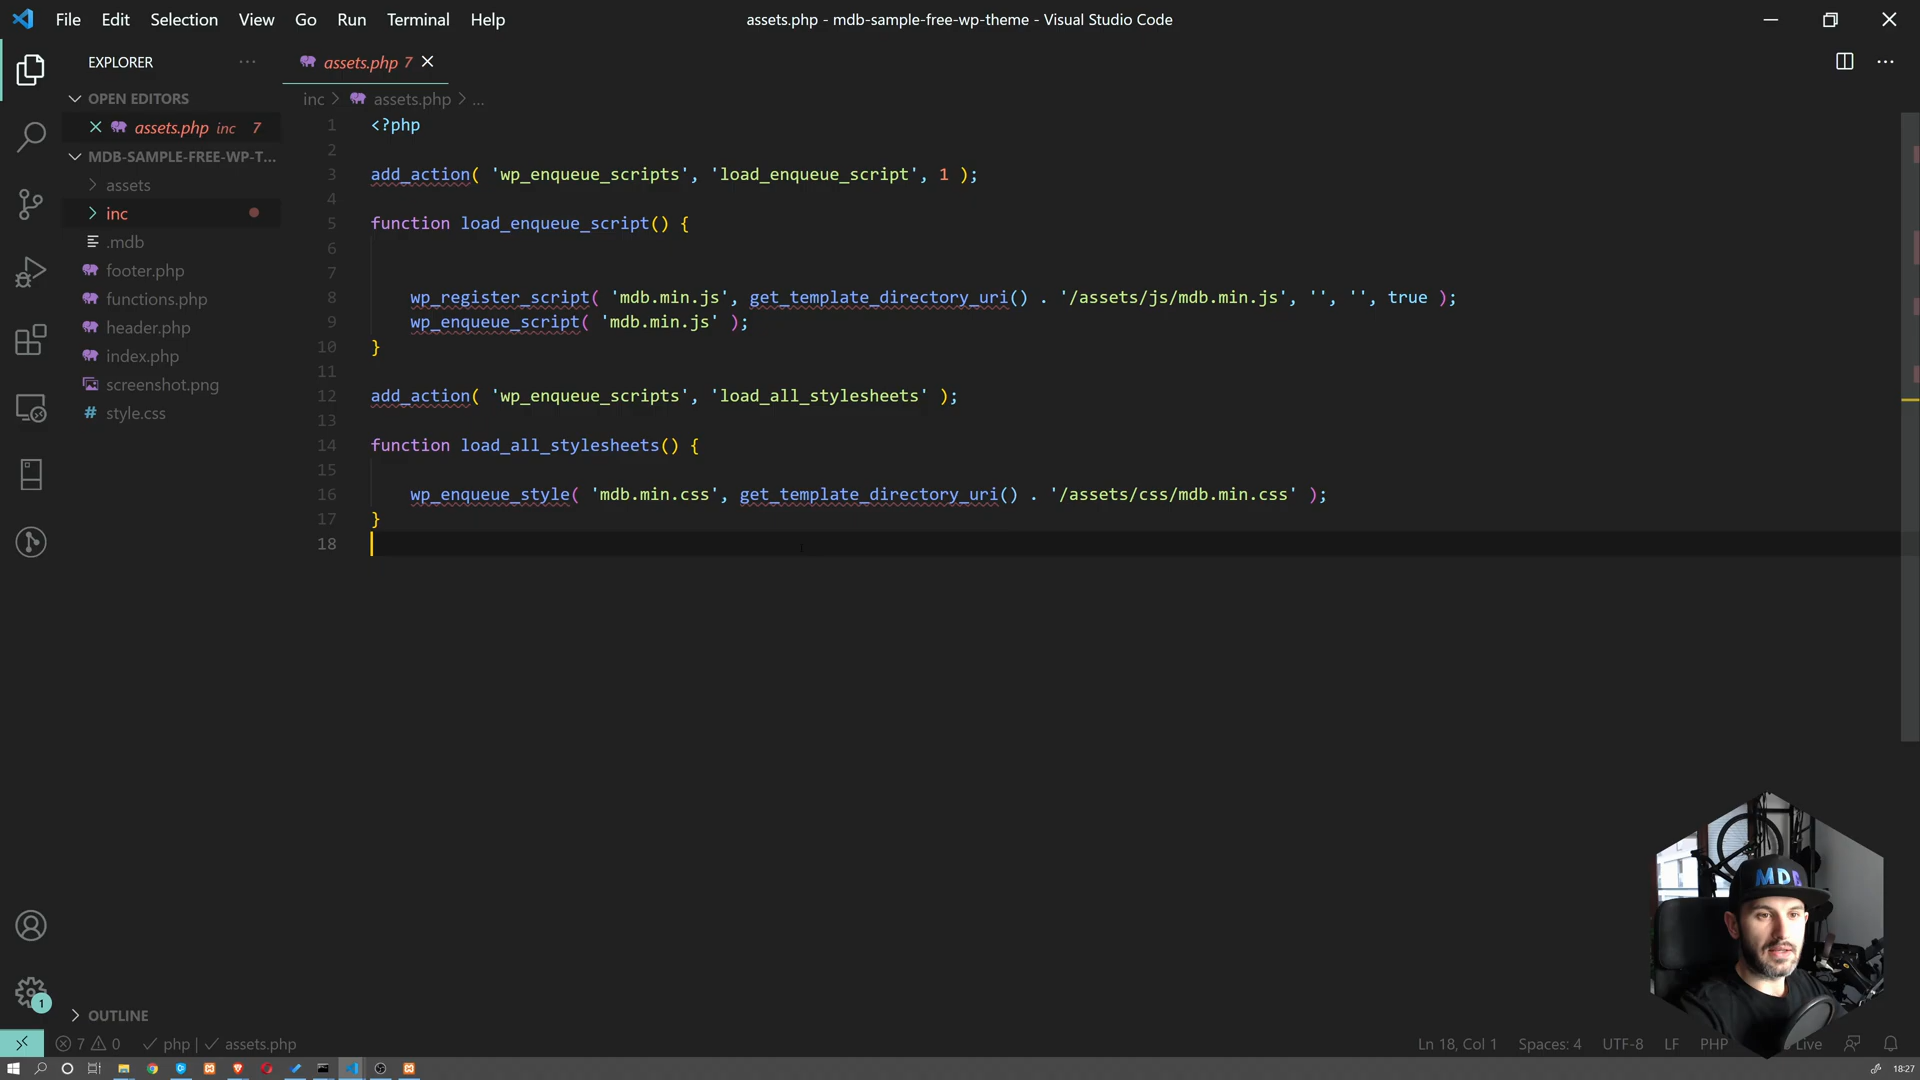 File Edit Selection View Go Run Terminal Help
assets.php - mdb-sample-free-wp-theme - Visual Studio Code
EXPLORER
assets.php 7
OPEN EDITORS
assets.php inc 7
MDB-SAMPLE-FREE-WP-T...
assets
inc
.mdb
footer.php
functions.php
header.php
index.php
screenshot.png
style.css
inc > assets.php > ...
1 <?php
2
3 add_action( 'wp_enqueue_scripts', 'load_enqueue_script', 1 );
4
5 function load_enqueue_script() {
6
7
8 wp_register_script( 'mdb.min.js', get_template_directory_uri() . '/assets/js/mdb.min.js', '', '', true );
9 wp_enqueue_script( 'mdb.min.js' );
10 }
11
12 add_action( 'wp_enqueue_scripts', 'load_all_stylesheets' );
13
14 function load_all_stylesheets() {
15
16 wp_enqueue_style( 'mdb.min.css', get_template_directory_uri() . '/assets/css/mdb.min.css' );
17 }
18
MDB
1
OUTLINE
7 0 php | assets.php
Ln 18, Col 1 Spaces: 4 UTF-8 LF PHP Live
18:27